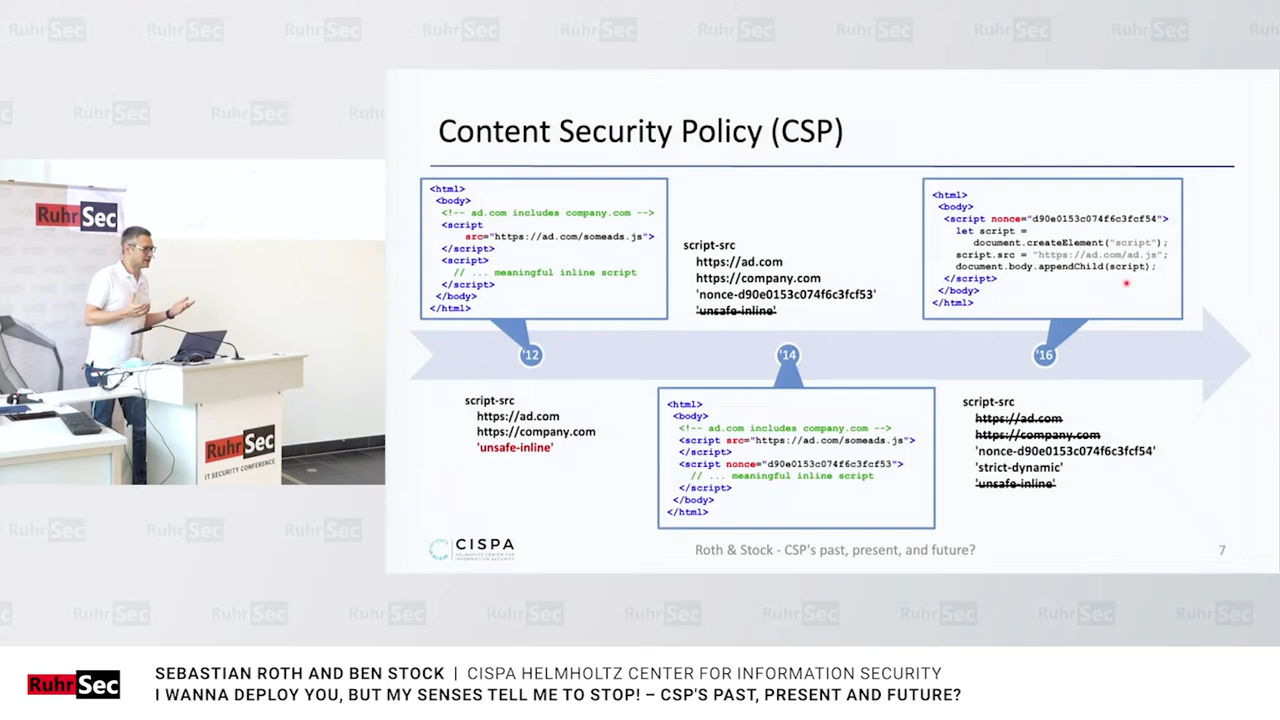 RuhrSec
IT SECURITY CONFERENCE
Content Security Policy (CSP)
<html>
<body>
<!-- ad.com includes company.com -->
<script
src="https://ad.com/someads.js">
</script>
<script>
// ... meaningful inline script
</script>
</body>
</html>
script-src
https://ad.com
https://company.com
'nonce-d90e0153c074f6c3fcf53'
'unsafe-inline'
<html>
<body>
<script nonce="d90e0153c074f6c3fcf54">
let script =
document.createElement("script");
script.src = "https://ad.com/ad.js";
document.body.appendChild(script);
</script>
</body>
</html>
'12
'14
'16
script-src
https://ad.com
https://company.com
'unsafe-inline'
<html>
<body>
<!-- ad.com includes company.com -->
<script src="https://ad.com/someads.js">
</script>
<script nonce="d90e0153c074f6c3fcf53">
// ... meaningful inline script
</script>
</body>
</html>
script-src
https://ad.com
https://company.com
'nonce-d90e0153c074f6c3fcf54'
'strict-dynamic'
'unsafe-inline'
CISPA
HELMHOLTZ CENTER FOR
INFORMATION SECURITY
Roth & Stock - CSP's past, present, and future?
7
RuhrSec
SEBASTIAN ROTH AND BEN STOCK | CISPA HELMHOLTZ CENTER FOR INFORMATION SECURITY
I WANNA DEPLOY YOU, BUT MY SENSES TELL ME TO STOP! – CSP'S PAST, PRESENT AND FUTURE?